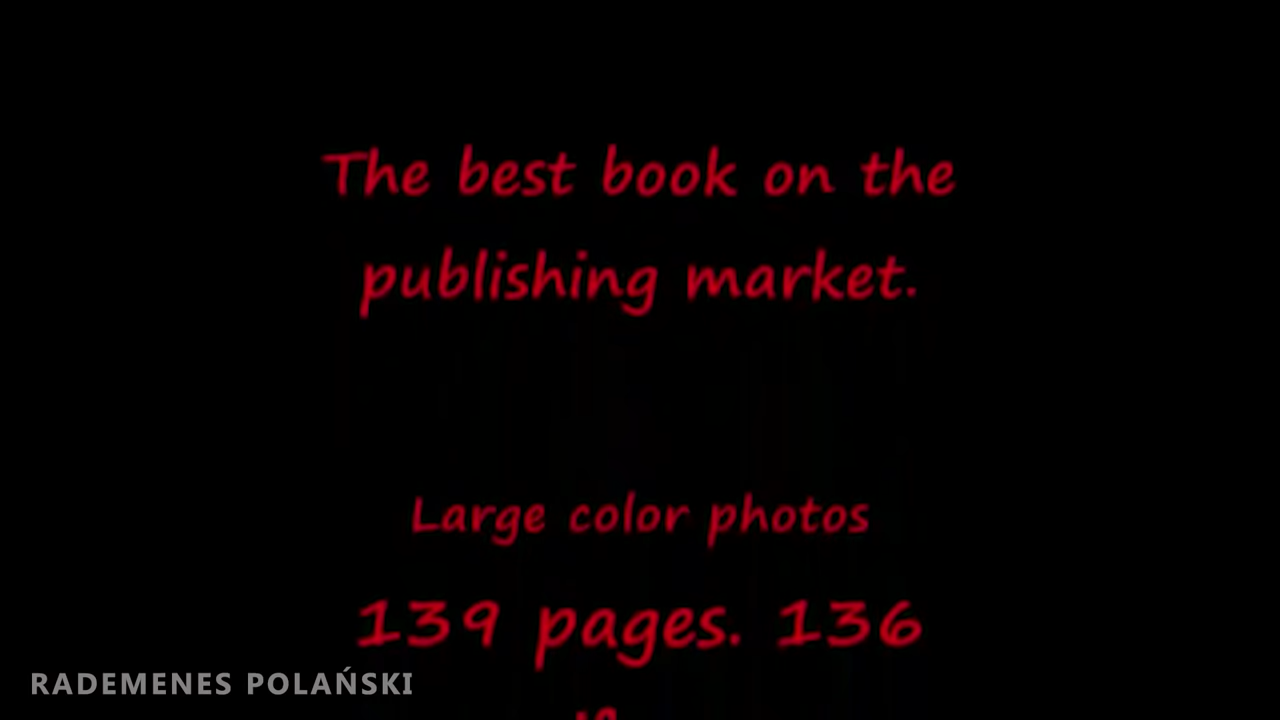 The best book on the
publishing market.
Large color photos
139 pages. 136
RADEMENES POLAŃSKI